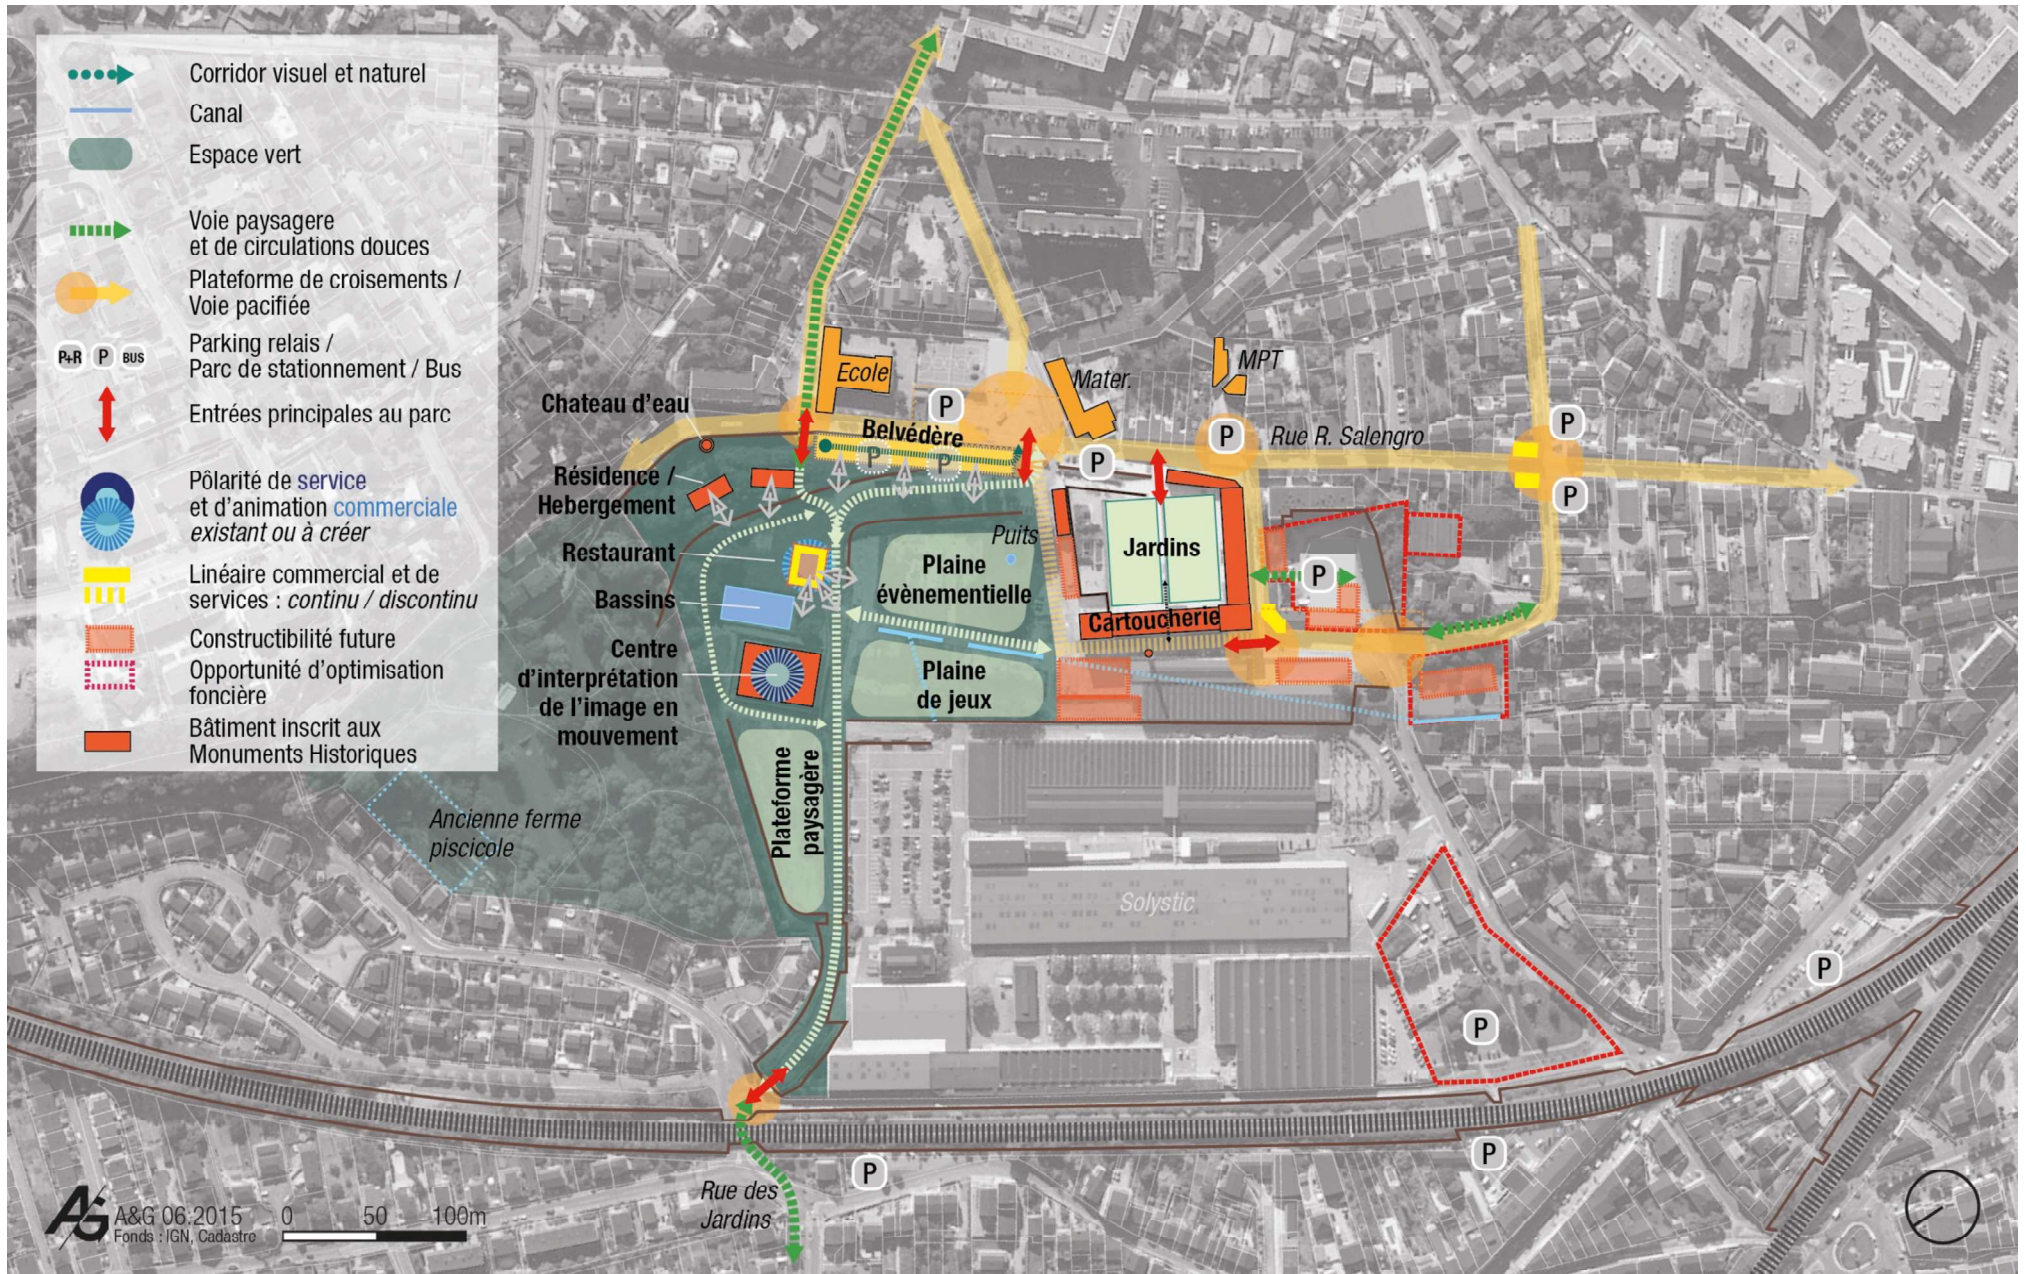 Corridor visuel et naturel
Canal
Espace vert
Voie paysagere
et de circulations douces
Plateforme de croisements /
Voie pacifiée
P+R P BUS
Parking relais /
Parc de stationnement / Bus
Entrées principales au parc
Pôlarité de service
et d'animation commerciale
existant ou à créer
Linéaire commercial et de
services : continu / discontinu
Constructibilité future
Opportunité d'optimisation
foncière
Bâtiment inscrit aux
Monuments Historiques
Ecole
Mater.
MPT
Chateau d'eau
P
Belvédère
P
P
P
P
Rue R. Salengro
P
P
Résidence /
Hebergement
Restaurant
Bassins
Centre
d'interprétation
de l'image en
mouvement
Puits
Plaine
évènementielle
Jardins
P
Cartoucherie
Plaine
de jeux
Plateforme
paysagère
Ancienne ferme
piscicole
Solystic
P
P
P
P
Rue des
Jardins
A&G
A&G 06.2015
Fonds : IGN, Cadastre
0 50 100m